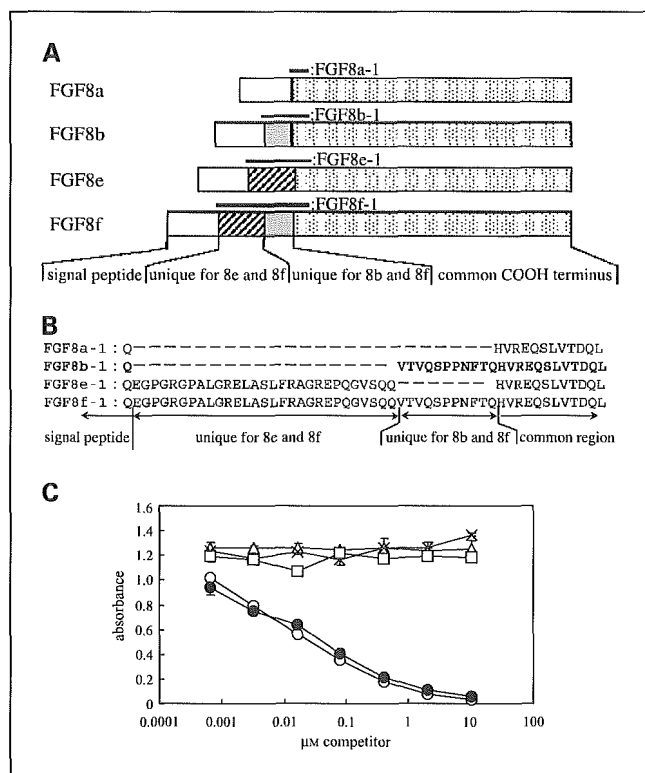 A
:FGF8a-1
FGF8a
:FGF8b-1
FGF8b
:FGF8e-1
FGF8e
:FGF8f-1
FGF8f
signal peptide unique for 8e and 8f unique for 8b and 8f common COOH terminus
B
FGF8a-1 : Q HVREQSLVTDQL
FGF8b-1 : Q VTVQSPPNFTQHVREQSLVTDQL
FGF8e-1 : QEGPGRGPALGRELASLFRAGREPQGVSQQ HVREQSLVTDQL
FGF8f-1 : QEGPGRGPALGRELASLFRAGREPQGVSQQVTVQSPPNFTQHVREQSLVTDQL
signal peptide unique for 8e and 8f unique for 8b and 8f common region
C
1.6
1.4
1.2
1.0
0.8
0.6
0.4
0.2
0
absorbance
0.0001 0.001 0.01 0.1 1 10 100
μM competitor